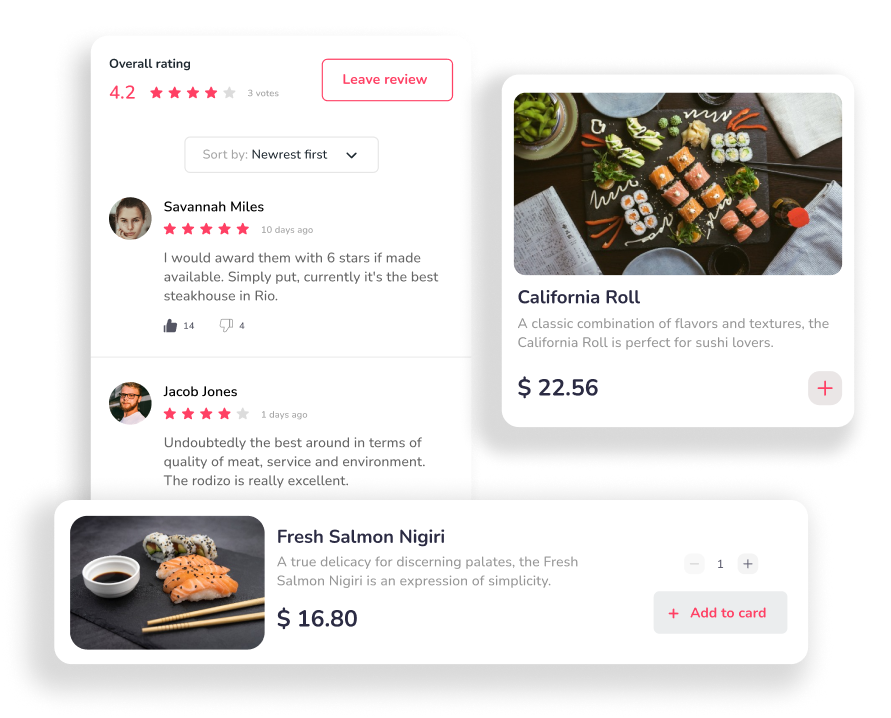 Overall rating
4.2
3 votes
Leave review
Sort by: Newrest first
Savannah Miles
10 days ago
I would award them with 6 stars if made
available. Simply put, currently it's the best
steakhouse in Rio.
14
4
Jacob Jones
1 days ago
Undoubtedly the best around in terms of
quality of meat, service and environment.
The rodizo is really excellent.
California Roll
A classic combination of flavors and textures, the
California Roll is perfect for sushi lovers.
$ 22.56
+
Fresh Salmon Nigiri
A true delicacy for discerning palates, the Fresh
Salmon Nigiri is an expression of simplicity.
$ 16.80
− 1 +
+ Add to card